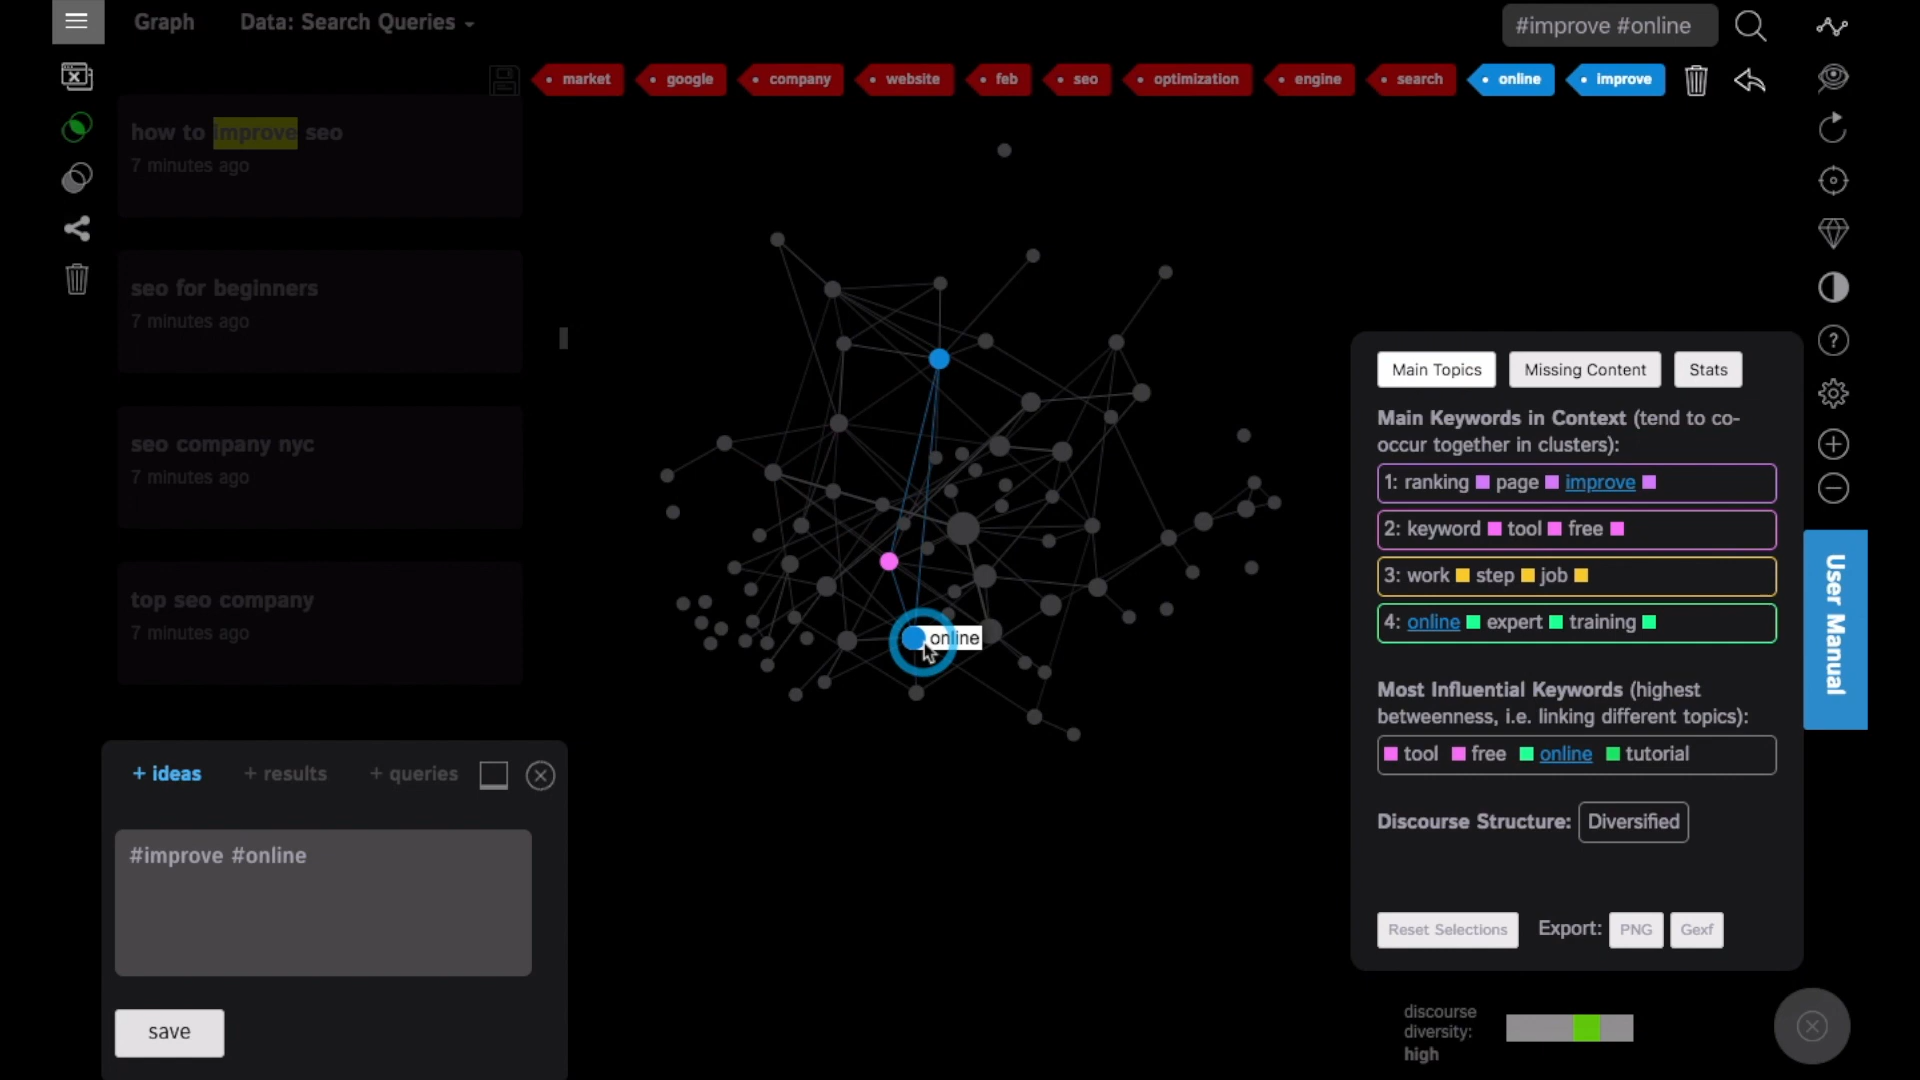 Graph
Data: Search Queries
#improve #online
market
google
company
website
feb
seo
optimization
engine
search
online
improve
how to improve seo
7 minutes ago
seo for beginners
7 minutes ago
seo company nyc
7 minutes ago
top seo company
7 minutes ago
online
Main Topics
Missing Content
Stats
Main Keywords in Context (tend to co-
occur together in clusters):
1: ranking page improve
2: keyword tool free
3: work step job
4: online expert training
Most Influential Keywords (highest
betweenness, i.e. linking different topics):
tool free online tutorial
Discourse Structure: Diversified
Reset Selections
Export: PNG Gexf
User Manual
+ ideas
+ results
+ queries
#improve #online
save
discourse
diversity:
high